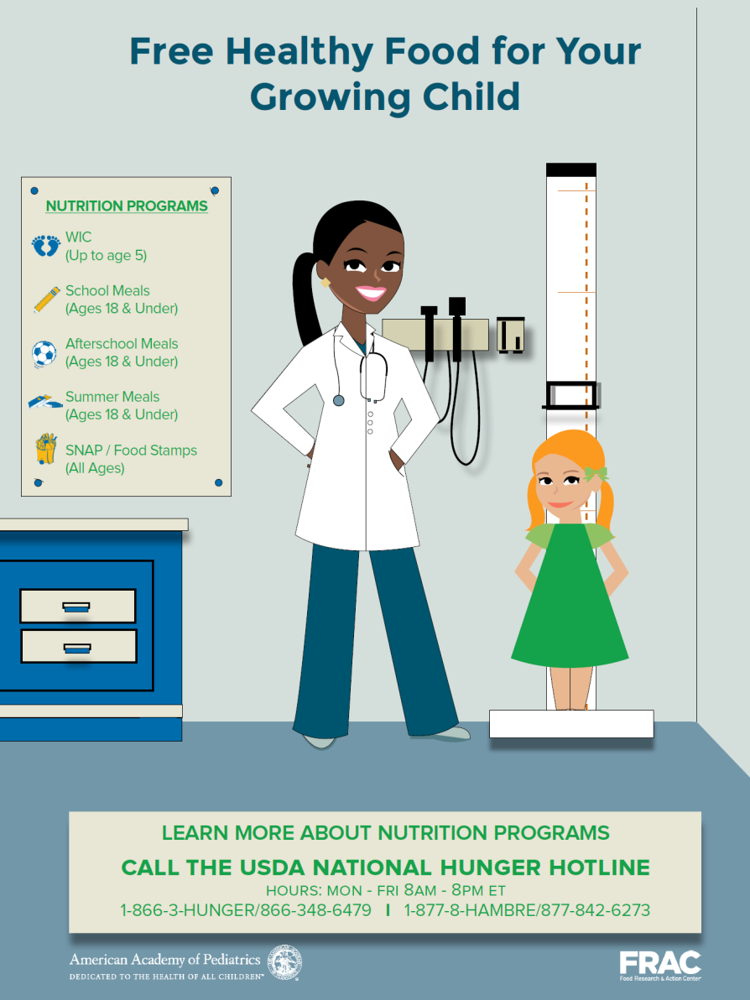 Free Healthy Food for Your
Growing Child
NUTRITION PROGRAMS
WIC
(Up to age 5)
School Meals
(Ages 18 & Under)
Afterschool Meals
(Ages 18 & Under)
Summer Meals
(Ages 18 & Under)
SNAP / Food Stamps
(All Ages)
LEARN MORE ABOUT NUTRITION PROGRAMS
CALL THE USDA NATIONAL HUNGER HOTLINE
HOURS: MON - FRI 8AM - 8PM ET
1-866-3-HUNGER/866-348-6479 I 1-877-8-HAMBRE/877-842-6273
American Academy of Pediatrics
DEDICATED TO THE HEALTH OF ALL CHILDREN™
FRAC
Food Research & Action Center